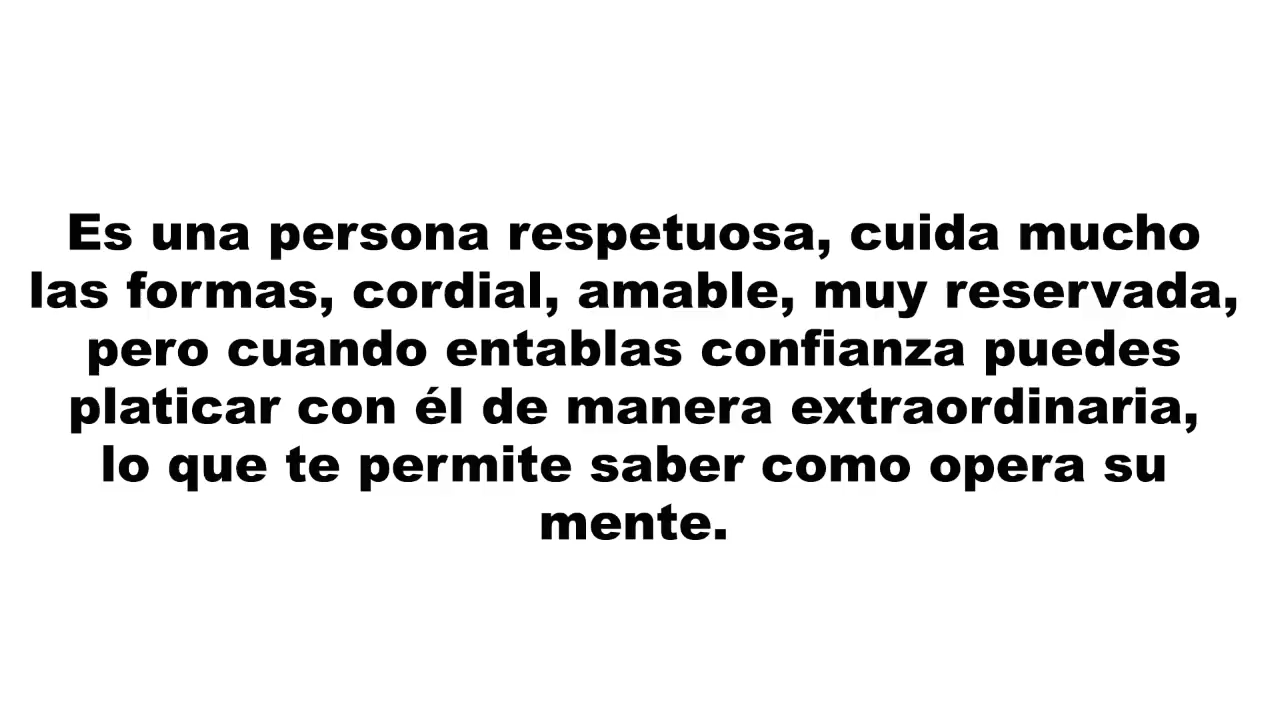 Es una persona respetuosa, cuida mucho
las formas, cordial, amable, muy reservada,
pero cuando entablas confianza puedes
platicar con él de manera extraordinaria,
lo que te permite saber como opera su
mente.